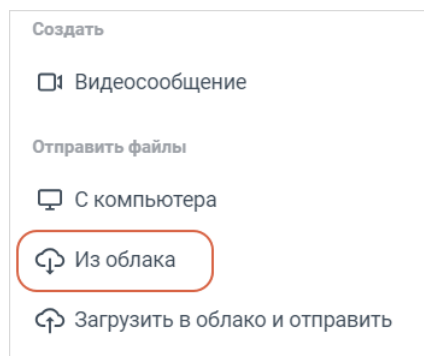 Создать
Видеосообщение
Отправить файлы
С компьютера
Из облака
Загрузить в облако и отправить